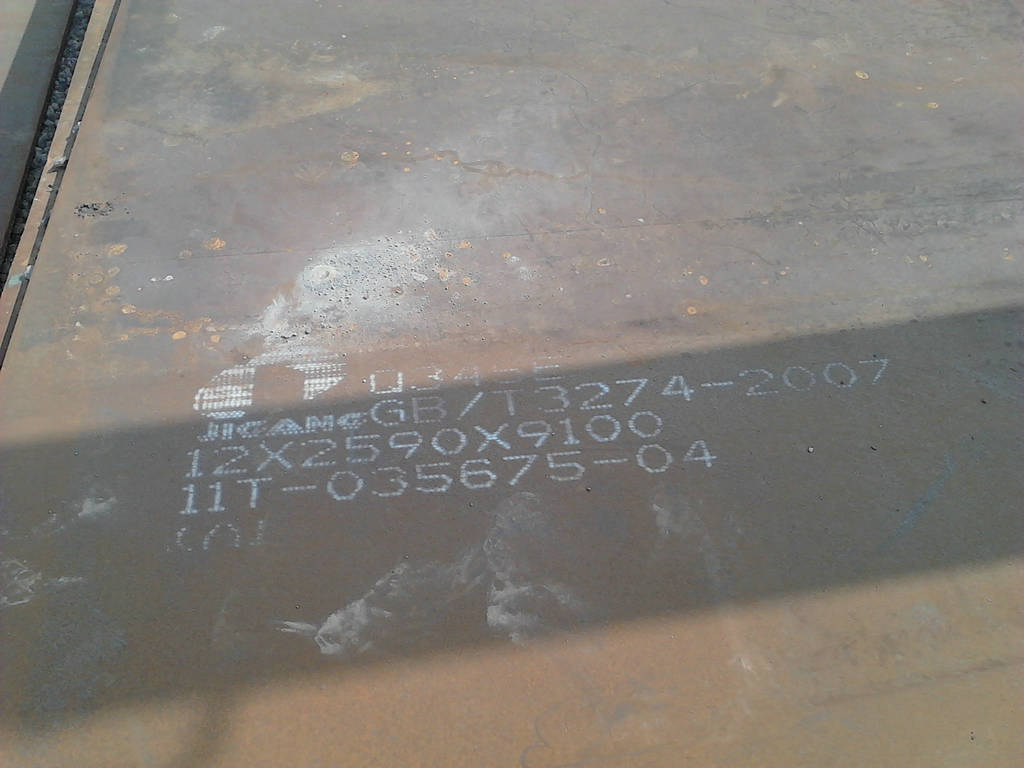 Q345E
JIGANG GB/T3274-2007
12X2590X9100
11T-035675-04